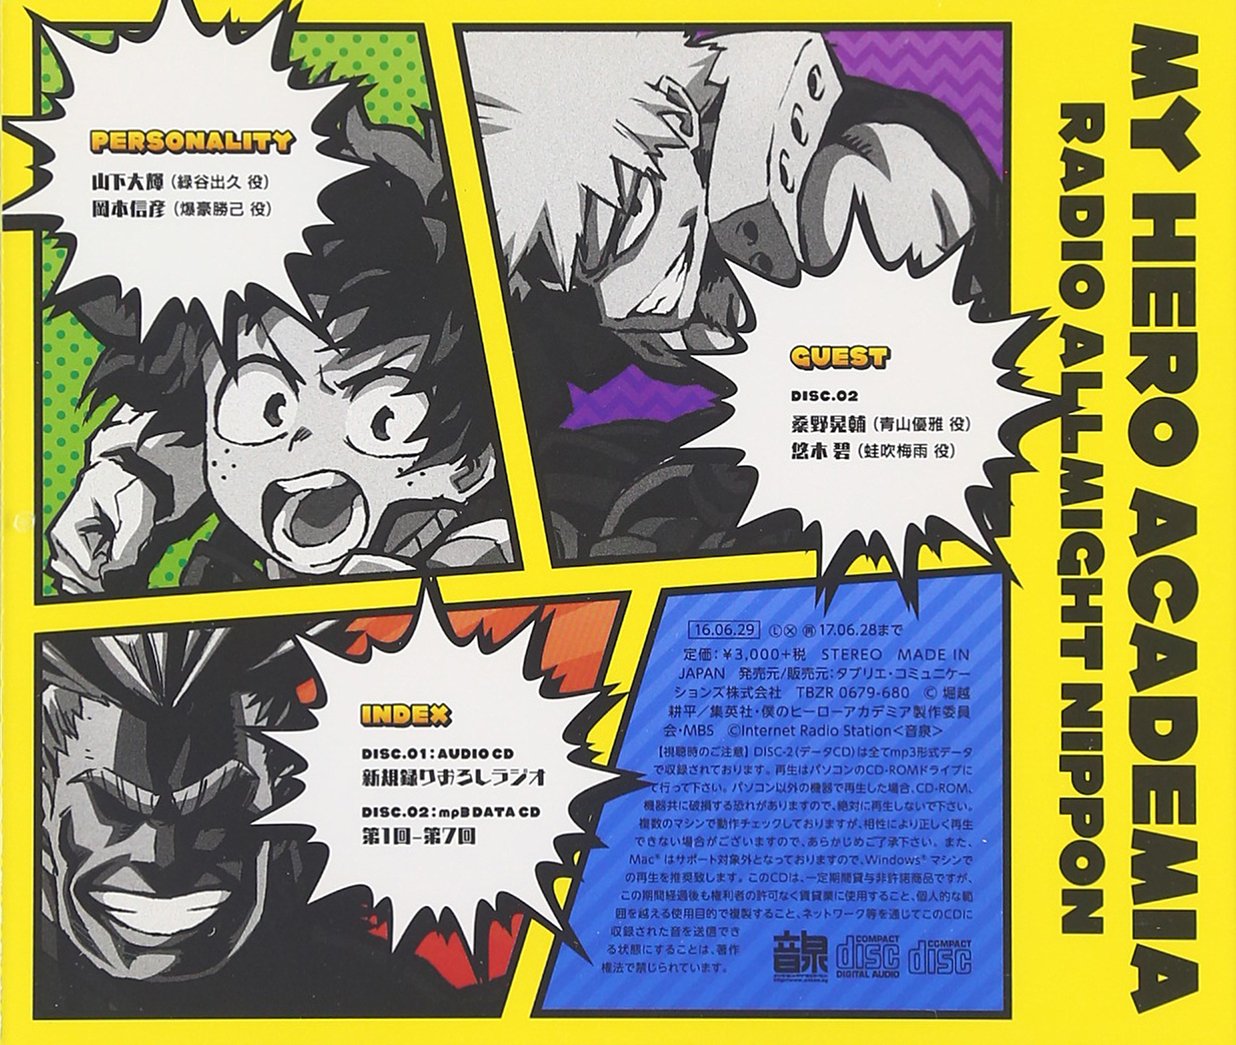 MY HERO ACADEMIA
RADIO ALLMIGHT NIPPON
PERSONALITY
山下大輝(緑谷出久 役)
岡本信彦(爆豪勝己 役)
GUEST
DISC.02
桑野晃輔(青山優雅 役)
悠木 碧(蛙吹梅雨 役)
INDEX
DISC.01:AUDIO CD
新規録りおろしラジオ
DISC.02:mp3 DATA CD
第1回-第7回
16.06.29 Ⓛ Ⓧ ㊢ 17.06.28まで
定価:¥3,000+税 STEREO MADE IN
JAPAN 発売元/販売元:タブリエ・コミュニケー
ションズ株式会社 TBZR 0679-680 © 堀越
耕平/集英社・僕のヒーローアカデミア製作委員
会・MBS ©Internet Radio Station<音泉>
【視聴時のご注意】DISC-2(データCD)は全てmp3形式データ
で収録されております。再生はパソコンのCD-ROMドライブに
て行って下さい。パソコン以外の機器で再生した場合、CD-ROM、
機器共に破損する恐れがありますので、絶対に再生しないで下さい。
複数のマシンで動作チェックしておりますが、相性により正しく再生
できない場合がございますので、あらかじめご了承下さい。また、
Mac® はサポート対象外となっておりますので、Windows® マシンで
の再生を推奨致します。このCDは、一定期間貸与非許諾商品ですが、
この期間経過後も権利者の許可なく賃貸業に使用すること、個人的な範
囲を越える使用目的で複製すること、ネットワーク等を通じてこのCDに
収録された音を送信でき
る状態にすることは、著作
権法で禁じられています。
音泉
COMPACT
disc
DIGITAL AUDIO
COMPACT
disc